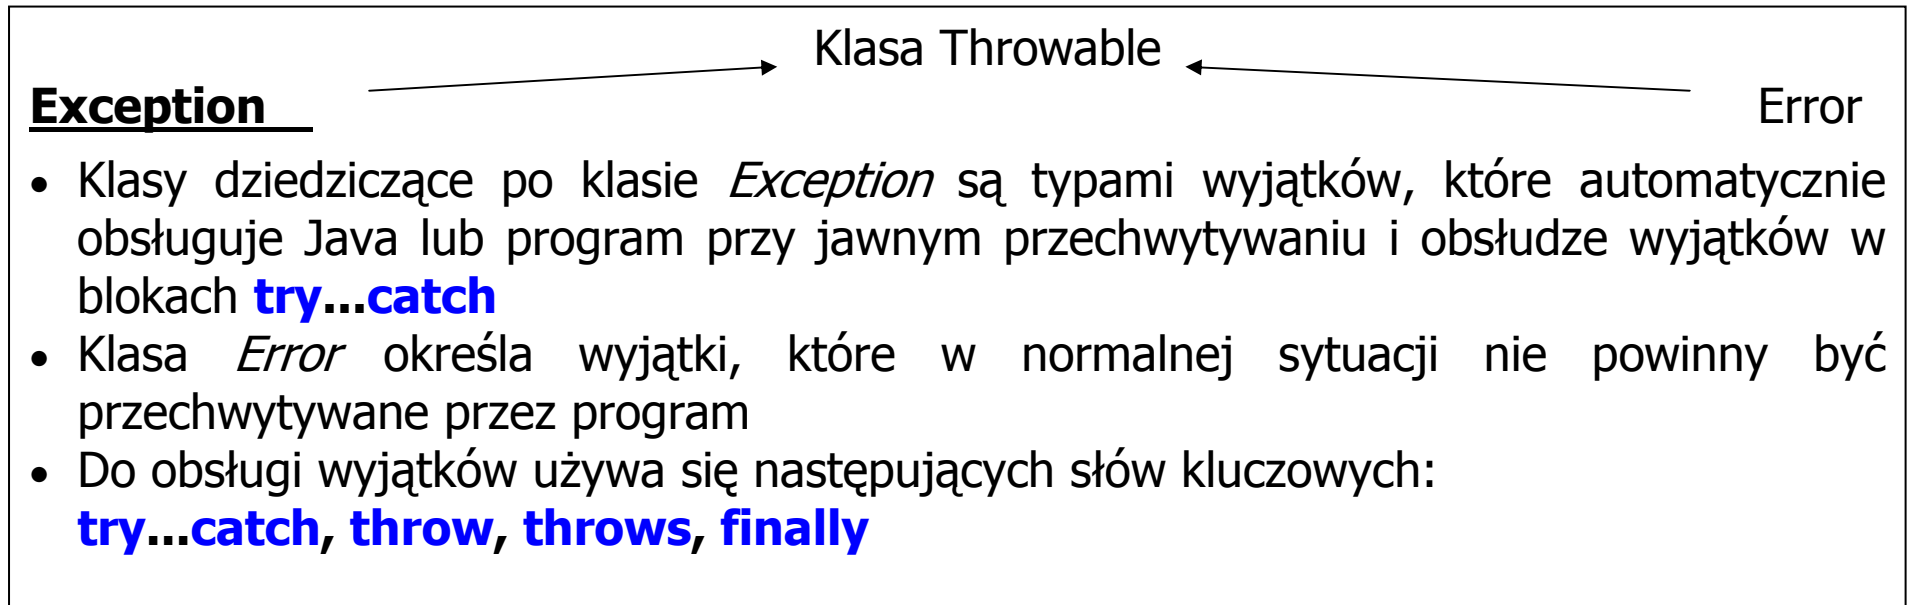 Klasa Throwable
Exception
Error
• Klasy dziedziczące po klasie Exception są typami wyjątków, które automatycznie
obsługuje Java lub program przy jawnym przechwytywaniu i obsłudze wyjątków w
blokach try...catch
• Klasa Error określa wyjątki, które w normalnej sytuacji nie powinny być
przechwytywane przez program
• Do obsługi wyjątków używa się następujących słów kluczowych:
try...catch, throw, throws, finally